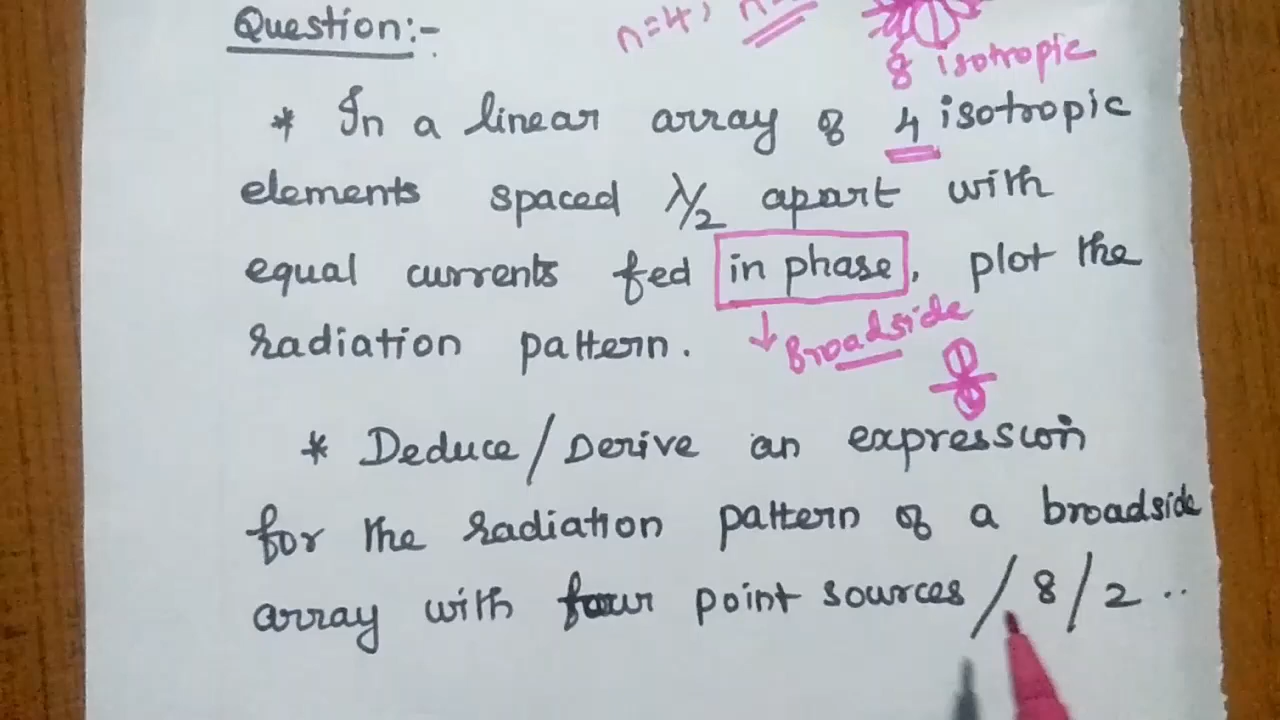 Question:-
n=4,
8 isotropic
* In a linear array of 4 isotropic
elements spaced λ/2 apart with
equal currents fed in phase, plot the
radiation pattern.
↓ Broadside
* Deduce/Derive an expression
for the radiation pattern of a broadside
array with four point sources / 8 / 2 ..